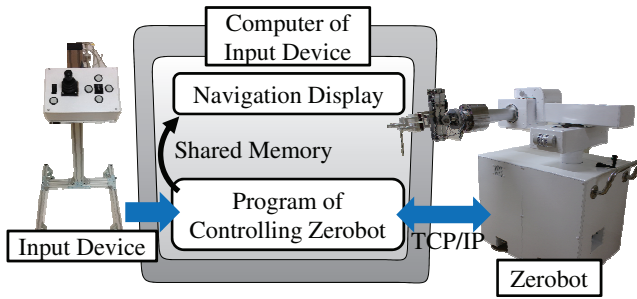 Computer of
Input Device
Navigation Display
Shared Memory
Program of
Controlling Zerobot
TCP/IP
Input Device
Zerobot